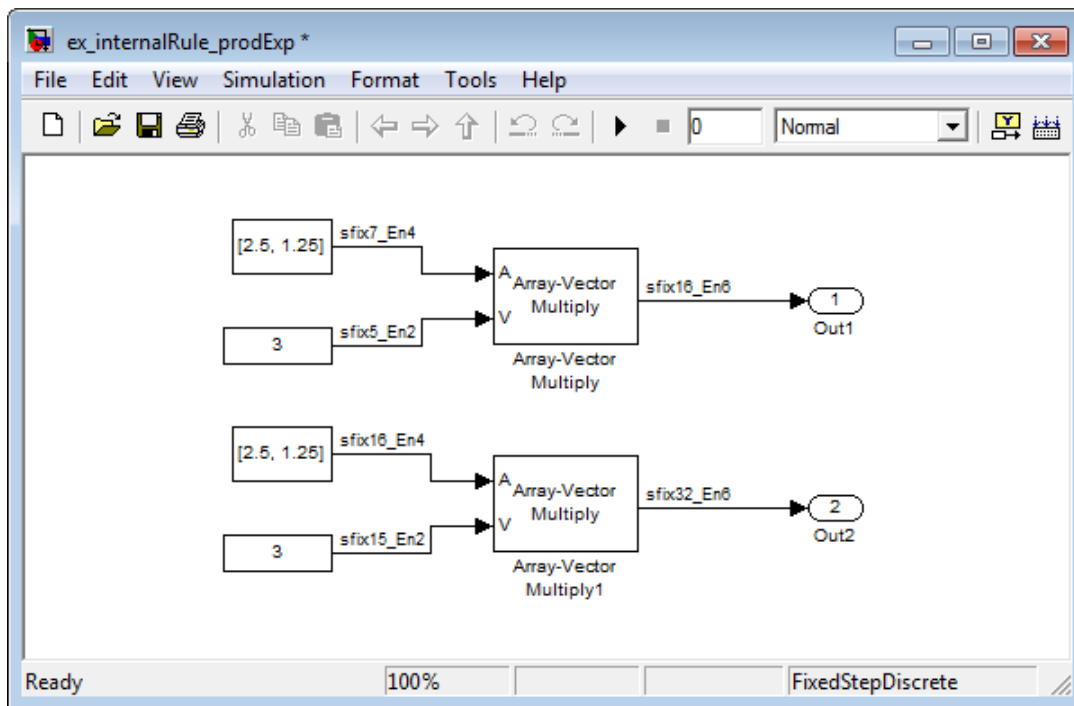 ex_internalRule_prodExp *
File Edit View Simulation Format Tools Help
0 Normal
[2.5, 1.25]
sfix7_En4
3
sfix5_En2
A
V
Array-Vector
Multiply
Array-Vector
Multiply
sfix16_En6
1
Out1
[2.5, 1.25]
sfix16_En4
3
sfix15_En2
A
V
Array-Vector
Multiply
Array-Vector
Multiply1
sfix32_En6
2
Out2
Ready 100% FixedStepDiscrete